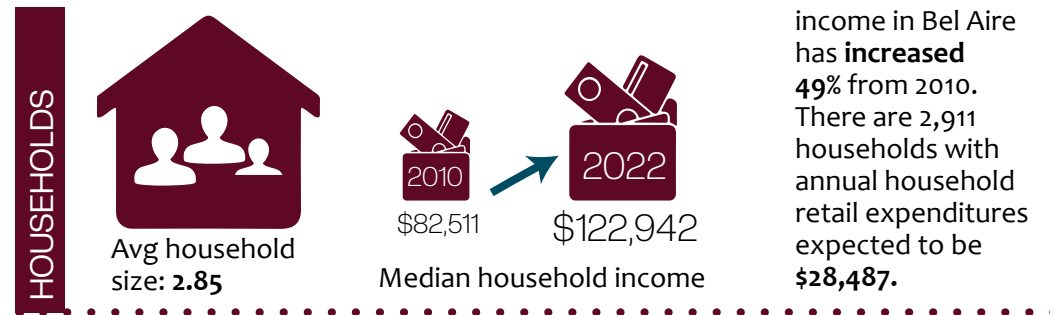 HOUSEHOLDS
Avg household
size: 2.85
2010
$82,511
2022
$122,942
Median household income
income in Bel Aire
has increased
49% from 2010.
There are 2,911
households with
annual household
retail expenditures
expected to be
$28,487.